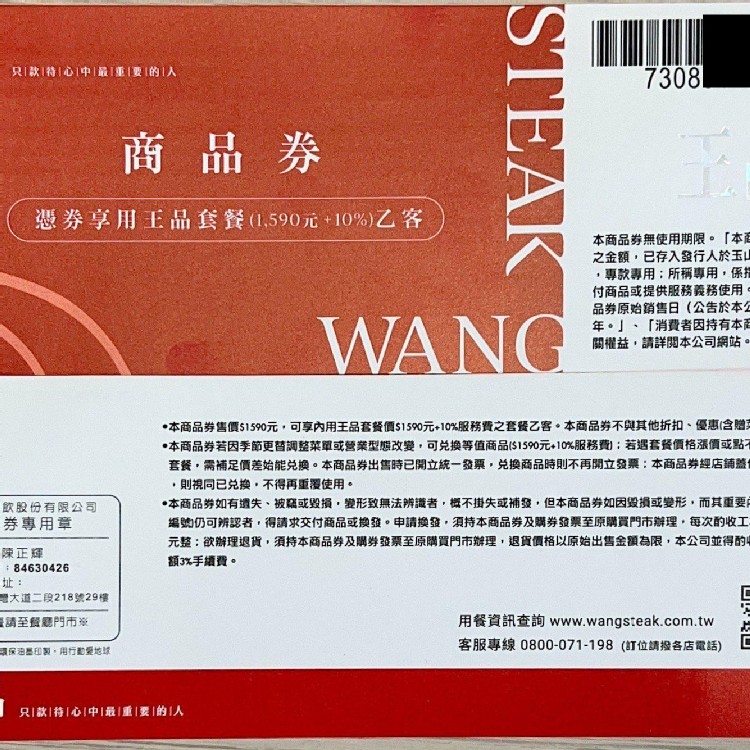 只|款|待|心|中|最|重|要|的|人
商品券
憑券享用王品套餐(1,590元+10%)乙客
STEAK
WANG
7308
王
本商品券無使用期限。「本商
之金額，已存入發行人於玉山
，專款專用；所稱專用，係指
付商品或提供服務義務使用。
品券原始銷售日（公告於本公
年。」、「消費者因持有本商
關權益，請詳閱本公司網站。
•本商品券售價$1590元，可享內用王品套餐價$1590元+10%服務費之套餐乙客。本商品券不與其他折扣、優惠(含贈
•本商品券若因季節更替調整菜單或營業型態改變，可兌換等值商品($1590元+10%服務費)；若遇套餐價格漲價或點不
套餐，需補足價差始能兌換。本商品券出售時已開立統一發票，兌換商品時則不再開立發票；本商品券經店鋪蓋
，則視同已兌換，不得再重覆使用。
•本商品券如有遺失、被竊或毀損，變形致無法辨識者，概不掛失或補發，但本商品券如因毀損或變形，而其重要
編號)仍可辨認者，得請求交付商品或換發。申請換發，須持本商品券及購券發票至原購買門市辦理，每次酌收工
元整；欲辦理退貨，須持本商品券及購券發票至原購買門市辦理，退貨價格以原始出售金額為限，本公司並得酌收
額3%手續費。
飲股份有限公司
券專用章
陳正輝
：84630426
址：
灣大道二段218號29樓
請至餐廳門市※
環保油墨印製，用行動愛地球
用餐資訊查詢 www.wangsteak.com.tw
客服專線 0800-071-198 (訂位請撥各店電話)
只|款|待|心|中|最|重|要|的|人